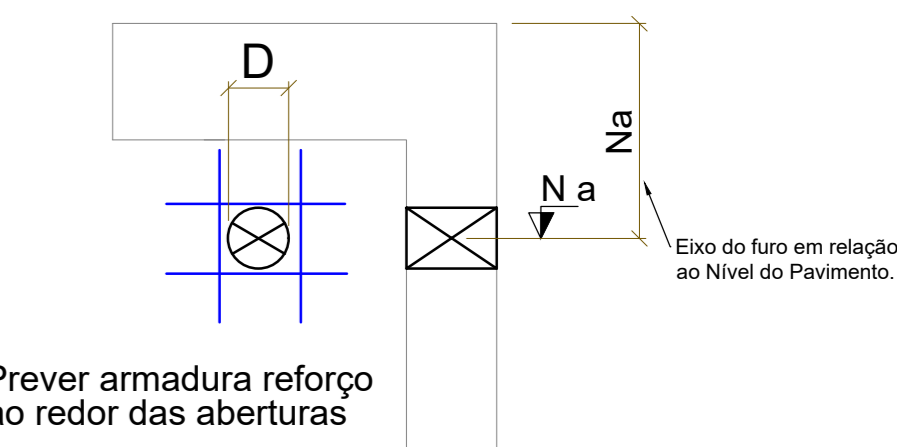 D
Na
N a
Eixo do furo em relação
ao Nível do Pavimento.
Prever armadura reforço
ao redor das aberturas